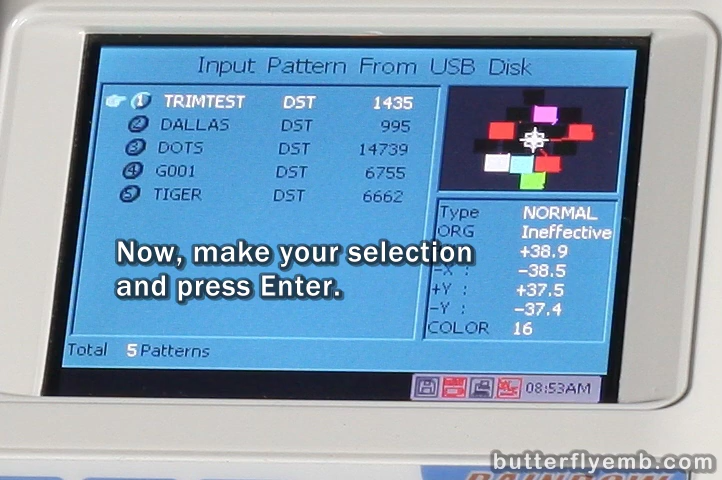 Input Pattern From USB Disk
1 TRIMTEST DST 1435
2 DALLAS DST 995
3 DOTS DST 14739
4 G001 DST 6755
5 TIGER DST 6662
Type NORMAL
ORG Ineffective
+38.9
-X : -38.5
+Y : +37.5
-Y : -37.4
COLOR 16
Now, make your selection
and press Enter.
Total 5 Patterns
08:53AM
butterflyemb.com
RAINBOW